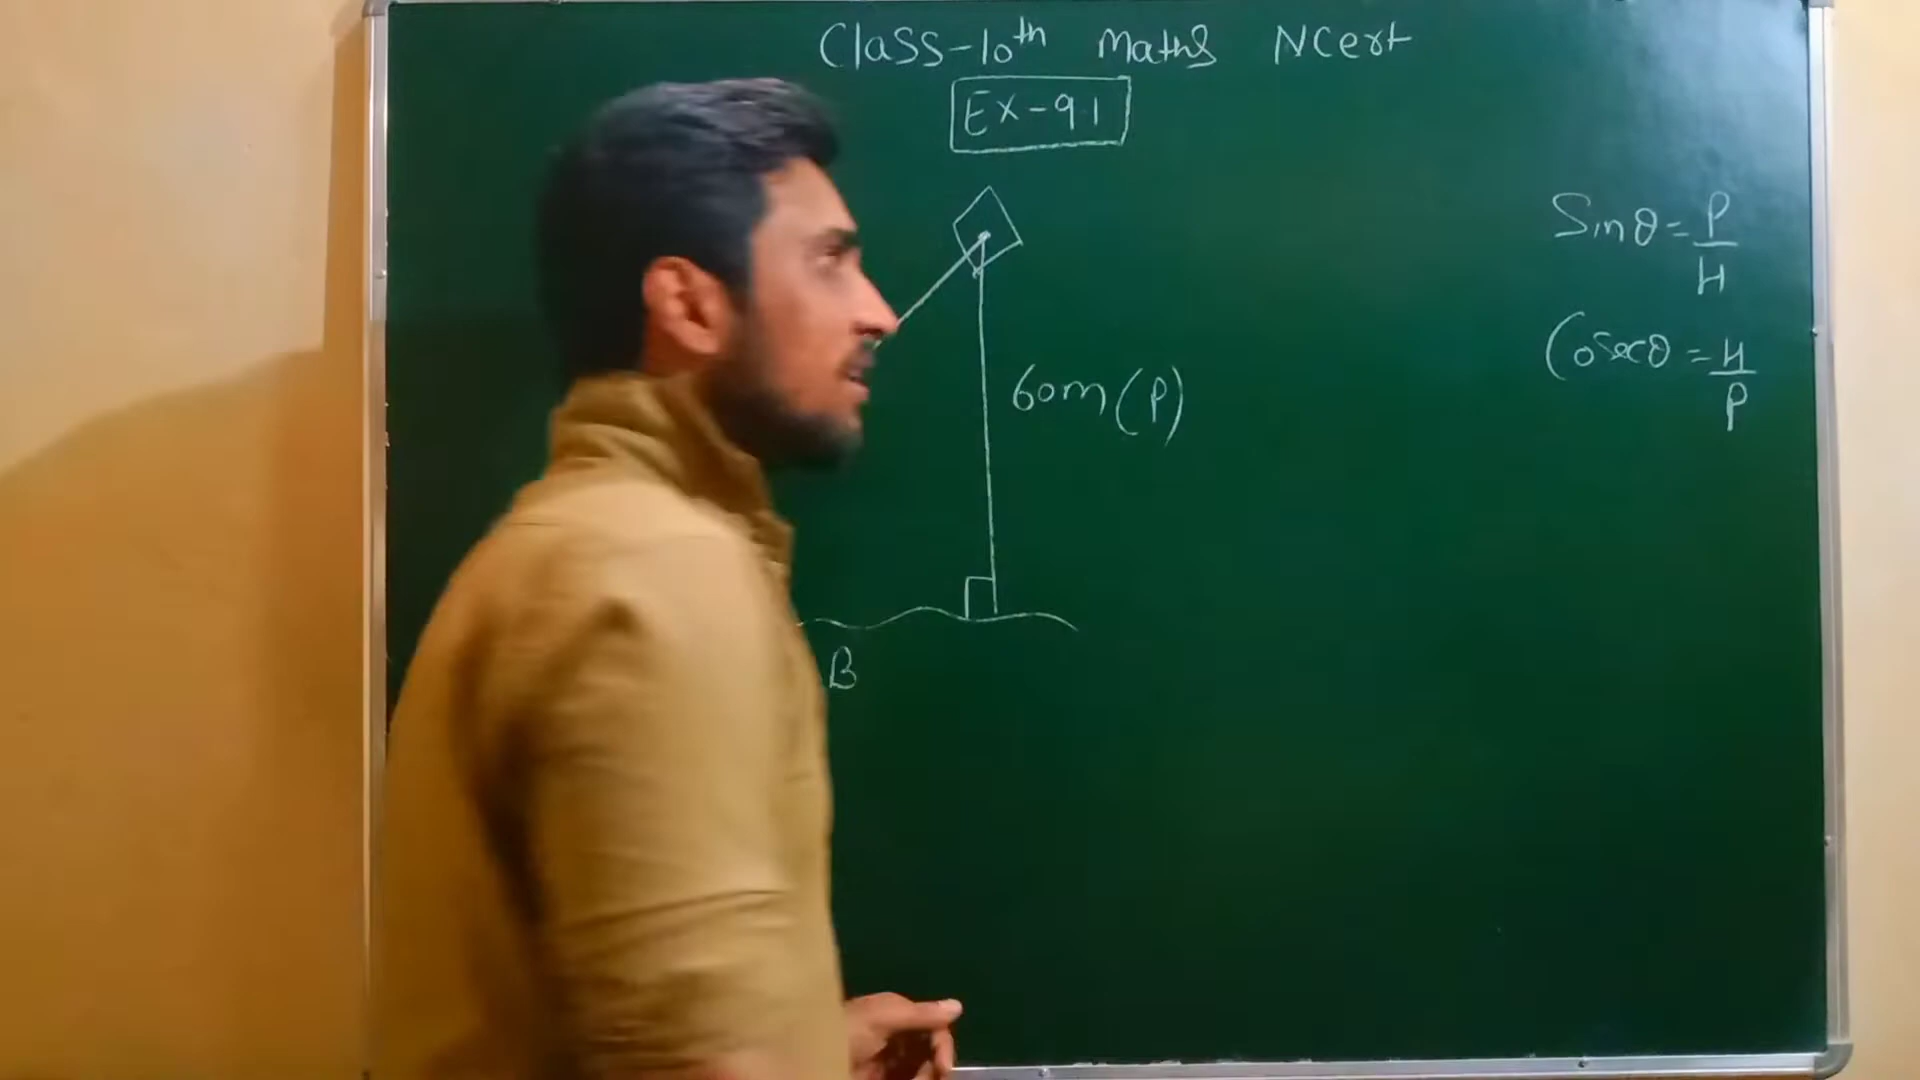 Class-10th Maths NCert
Ex-9.1
Sinθ = P/H
Cosecθ = H/P
60m (P)
B